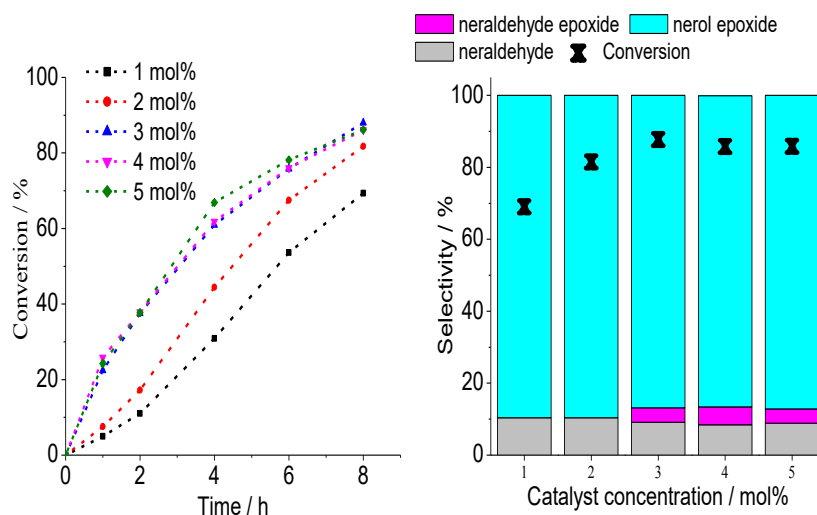 1 mol%
2 mol%
3 mol%
4 mol%
5 mol%
100
80
60
40
20
0
0 2 4 6 8
Conversion / %
Time / h
neraldehyde epoxide nerol epoxide
neraldehyde Conversion
100
80
60
40
20
0
1 2 3 4 5
Selectivity / %
Catalyst concentration / mol%